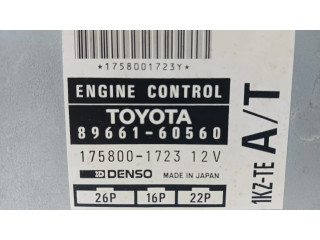 *1758001723Y*
ENGINE CONTROL
TOYOTA
89661-60560
175800-1723 12V
DENSO MADE IN JAPAN
26P 16P 22P
1KZ-TE A/T